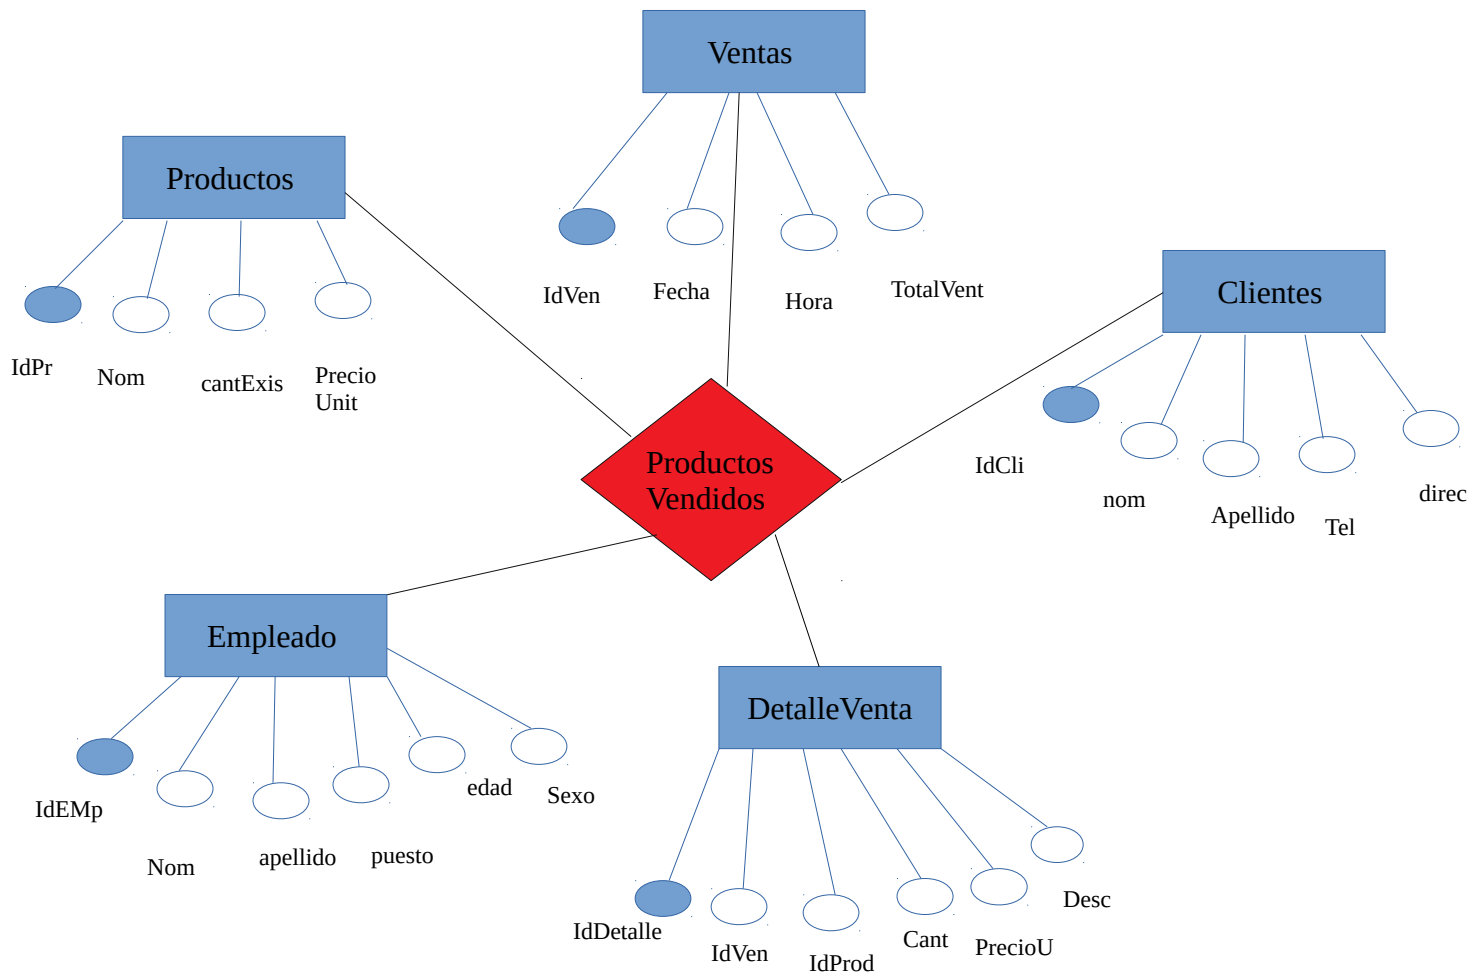 Ventas
Productos
IdVen
Fecha
Hora
TotalVent
Clientes
IdPr
Nom
cantExis
Precio
Unit
IdCli
nom
Apellido
Tel
direc
Productos
Vendidos
Empleado
DetalleVenta
IdEMp
Nom
apellido
puesto
edad
Sexo
IdDetalle
IdVen
IdProd
Cant
PrecioU
Desc